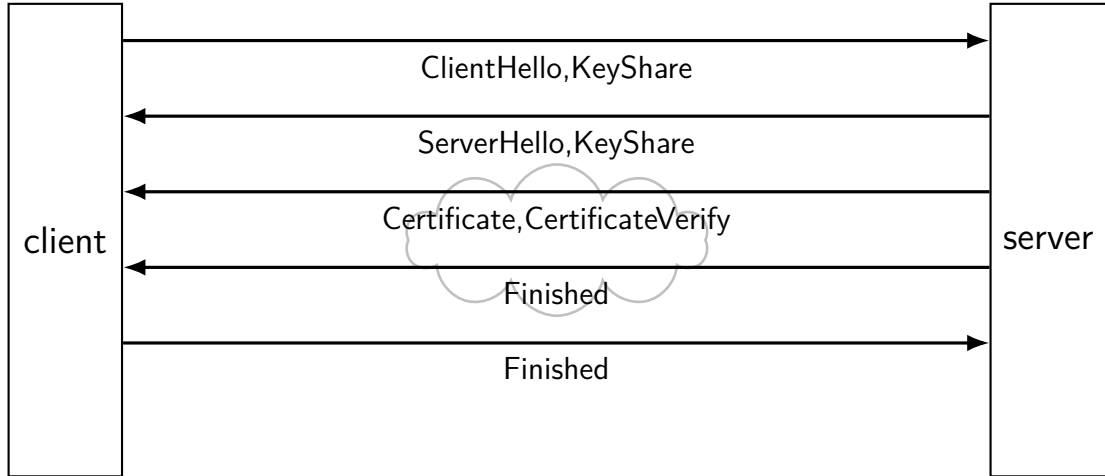 ClientHello,KeyShare
ServerHello,KeyShare
Certificate,CertificateVerify
client
server
Finished
Finished